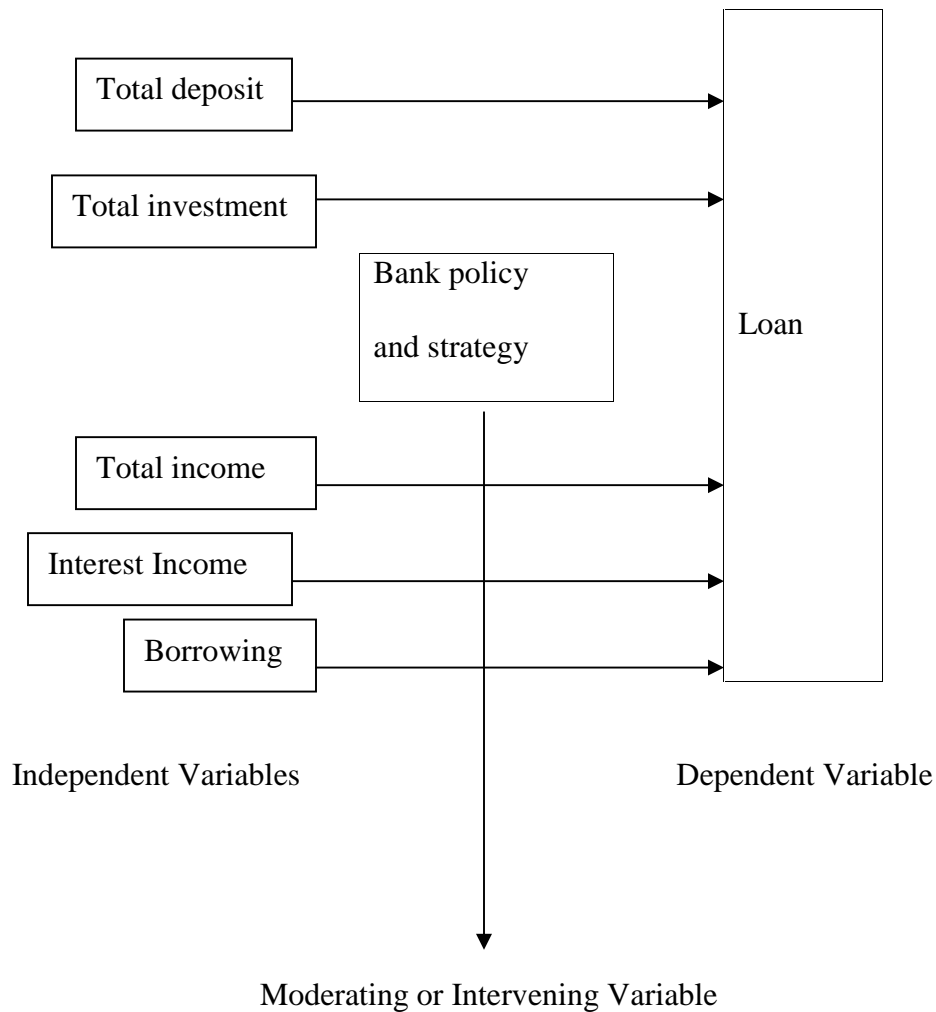 Total deposit
Total investment
Bank policy
and strategy
Loan
Total income
Interest Income
Borrowing
Independent Variables
Dependent Variable
Moderating or Intervening Variable